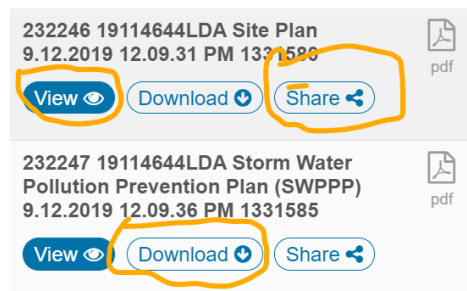 232246 19114644LDA Site Plan
9.12.2019 12.09.31 PM 1331586
pdf
View Download Share
232247 19114644LDA Storm Water
Pollution Prevention Plan (SWPPP)
9.12.2019 12.09.36 PM 1331585
pdf
View Download Share